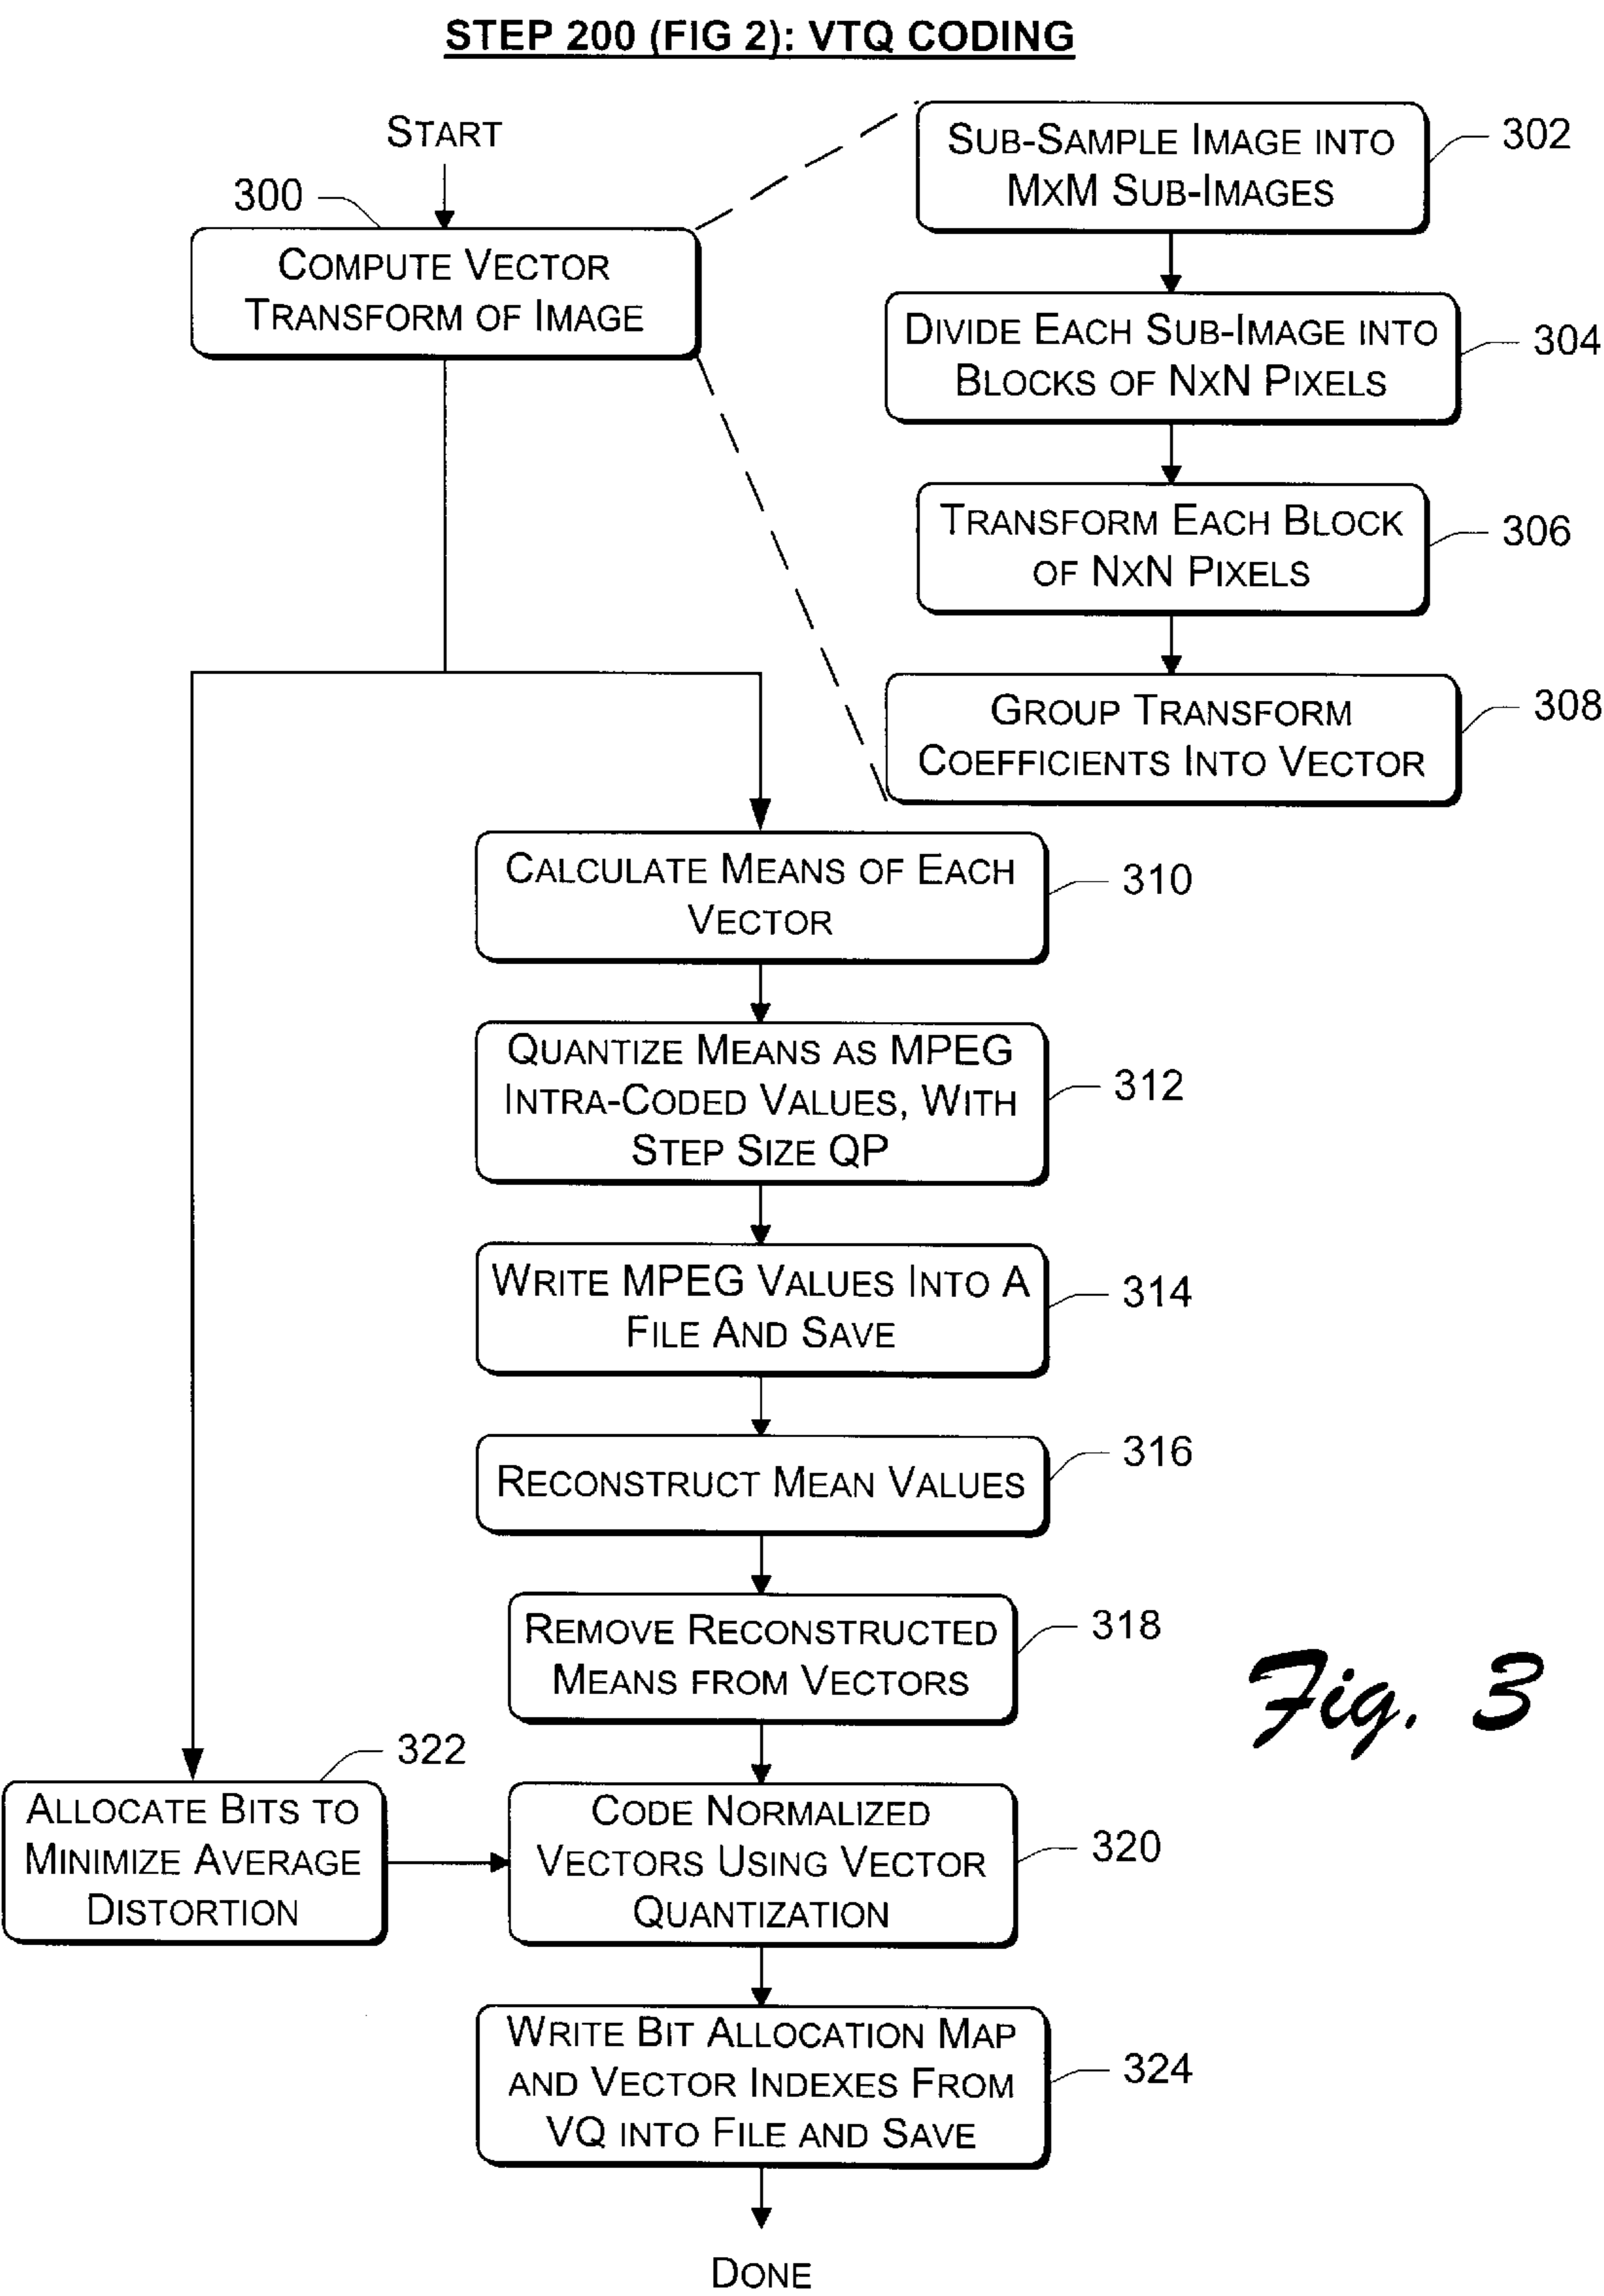 STEP 200 (FIG 2): VTQ CODING
START
300
COMPUTE VECTOR
TRANSFORM OF IMAGE
SUB-SAMPLE IMAGE INTO
MXM SUB-IMAGES
302
DIVIDE EACH SUB-IMAGE INTO
BLOCKS OF NXN PIXELS
304
TRANSFORM EACH BLOCK
OF NXN PIXELS
306
GROUP TRANSFORM
COEFFICIENTS INTO VECTOR
308
CALCULATE MEANS OF EACH
VECTOR
310
QUANTIZE MEANS AS MPEG
INTRA-CODED VALUES, WITH
STEP SIZE QP
312
WRITE MPEG VALUES INTO A
FILE AND SAVE
314
RECONSTRUCT MEAN VALUES
316
REMOVE RECONSTRUCTED
MEANS FROM VECTORS
318
322
ALLOCATE BITS TO
MINIMIZE AVERAGE
DISTORTION
CODE NORMALIZED
VECTORS USING VECTOR
QUANTIZATION
320
WRITE BIT ALLOCATION MAP
AND VECTOR INDEXES FROM
VQ INTO FILE AND SAVE
324
DONE
Fig. 3